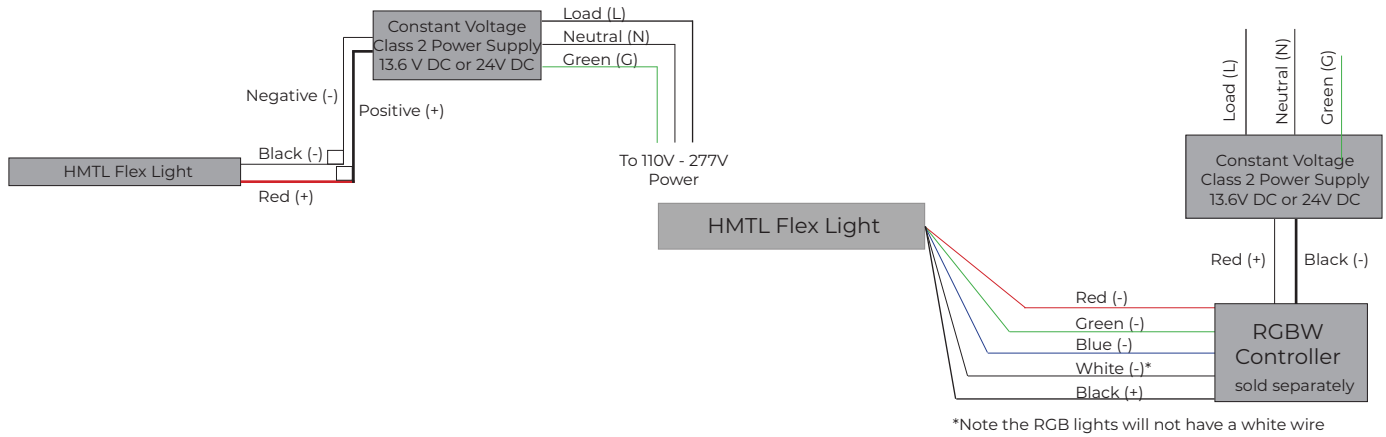 Constant Voltage
Class 2 Power Supply
13.6 V DC or 24V DC
Load (L)
Neutral (N)
Green (G)
Negative (-)
Positive (+)
Black (-)
HMTL Flex Light
Red (+)
To 110V - 277V
Power
Load (L)
Neutral (N)
Green (G)
Constant Voltage
Class 2 Power Supply
13.6V DC or 24V DC
Red (+)
Black (-)
HMTL Flex Light
Red (-)
Green (-)
Blue (-)
White (-)*
Black (+)
RGBW
Controller
sold separately
*Note the RGB lights will not have a white wire